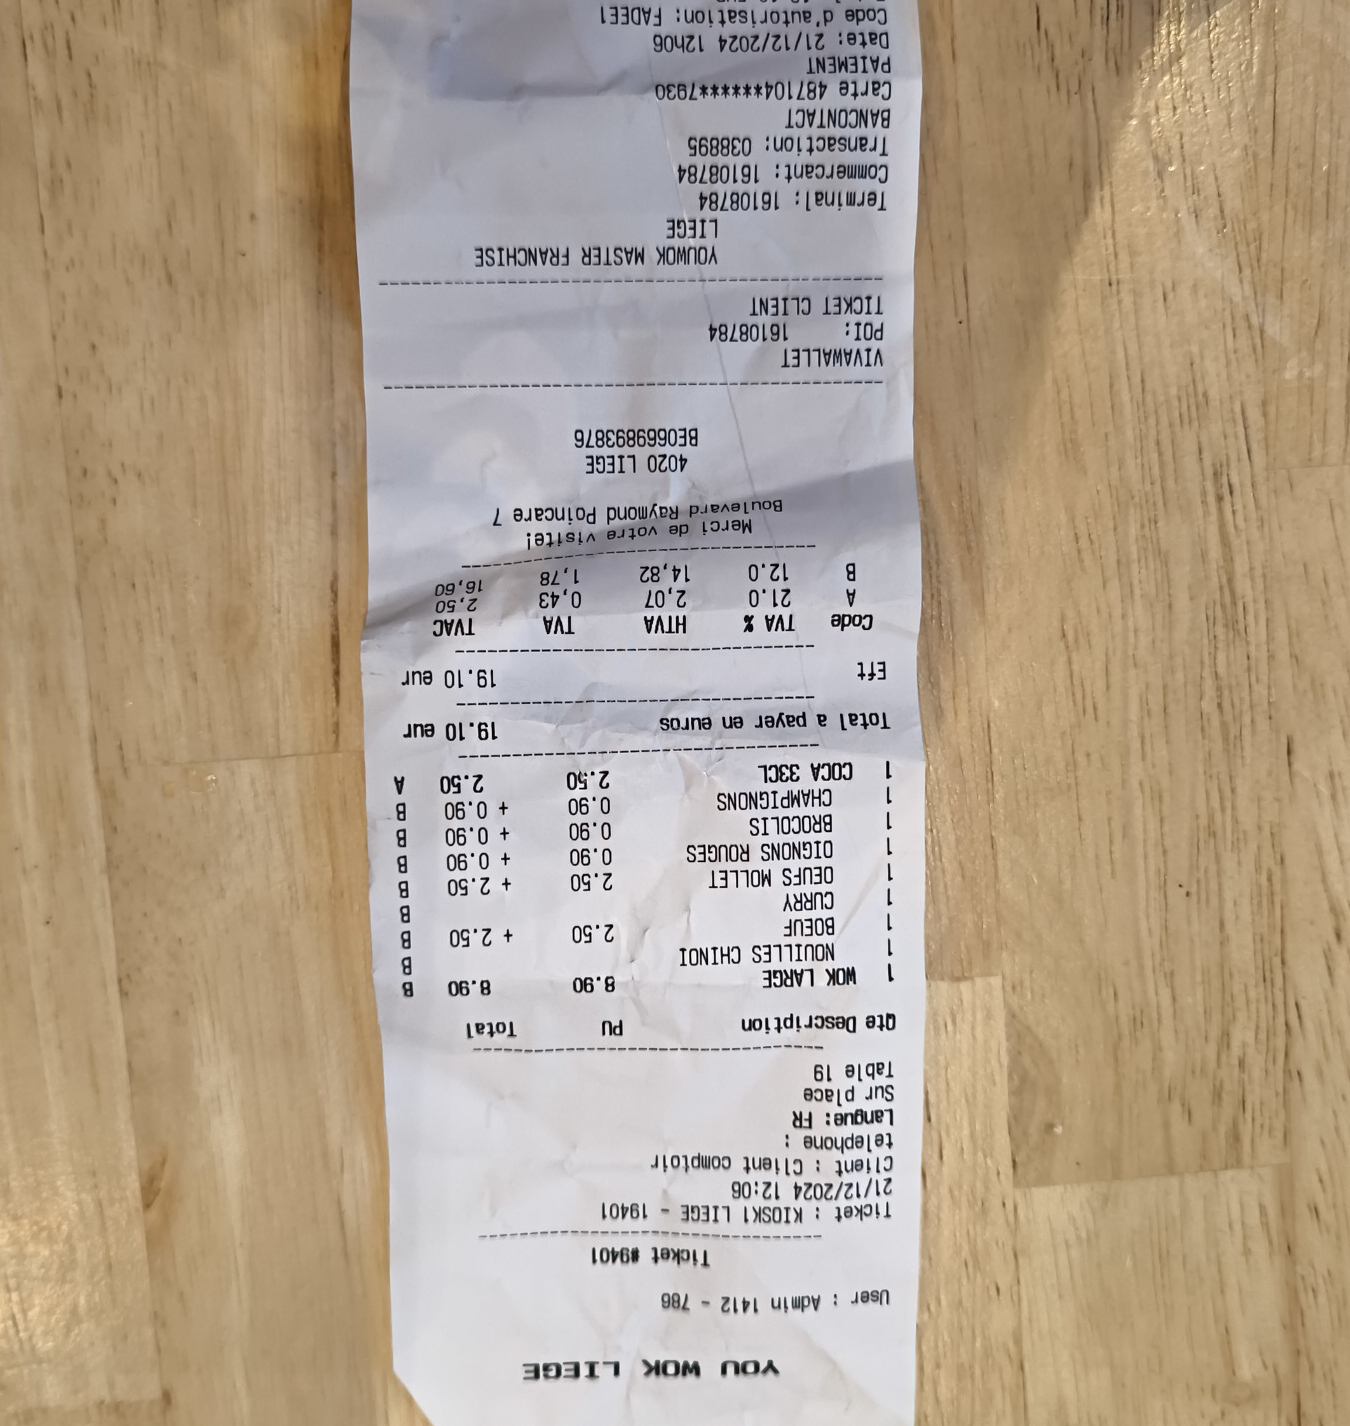 YOU WOK LIEGE
User : Admin 1412 - 786
Ticket #9401
Ticket : KIOSK1 LIEGE - 19401
21/12/2024 12:06
Client : Client comptoir
telephone :
Langue: FR
Sur place
Table 19
Qte Description PU Total
1 WOK LARGE 8.90 8.90 B
1 NOUILLES CHINOI B
1 BOEUF 2.50 + 2.50 B
1 CURRY B
1 OEUFS MOLLET 2.50 + 2.50 B
1 OIGNONS ROUGES 0.90 + 0.90 B
1 BROCOLIS 0.90 + 0.90 B
1 CHAMPIGNONS 0.90 + 0.90 B
1 COCA 33CL 2.50 2.50 A
Total a payer en euros 19.10 eur
Eft 19.10 eur
Code TVA % HTVA TVA TVAC
A 21.0 2,07 0,43 2,50
B 12.0 14,82 1,78 16,60
Merci de votre visite!
Boulevard Raymond Poincare 7
4020 LIEGE
BE0669893876
VIVAWALLET
POI: 16108784
TICKET CLIENT
YOUWOK MASTER FRANCHISE
LIEGE
Terminal: 16108784
Commercant: 16108784
Transaction: 038895
BANCONTACT
Carte 487104*******7930
PAIEMENT
Date: 21/12/2024 12h06
Code d'autorisation: FADEE1